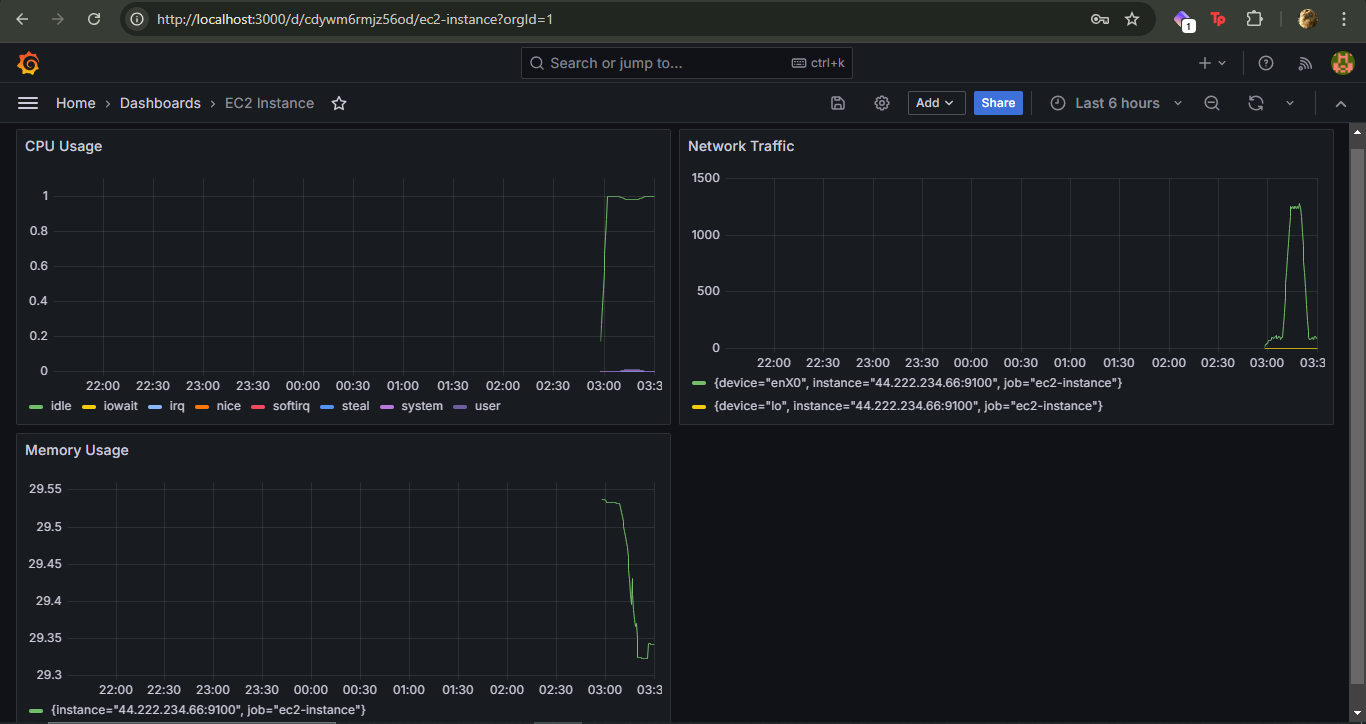 http://localhost:3000/d/cdywm6rmjz56od/ec2-instance?orgId=1
1
Tp
Search or jump to... ctrl+k
Home › Dashboards › EC2 Instance
Add
Share
Last 6 hours
CPU Usage
1
0.8
0.6
0.4
0.2
0
22:00 22:30 23:00 23:30 00:00 00:30 01:00 01:30 02:00 02:30 03:00 03:3
idle iowait irq nice softirq steal system user
Network Traffic
1500
1000
500
0
22:00 22:30 23:00 23:30 00:00 00:30 01:00 01:30 02:00 02:30 03:00 03:3
{device="enX0", instance="44.222.234.66:9100", job="ec2-instance"}
{device="lo", instance="44.222.234.66:9100", job="ec2-instance"}
Memory Usage
29.55
29.5
29.45
29.4
29.35
29.3
22:00 22:30 23:00 23:30 00:00 00:30 01:00 01:30 02:00 02:30 03:00 03:3
{instance="44.222.234.66:9100", job="ec2-instance"}